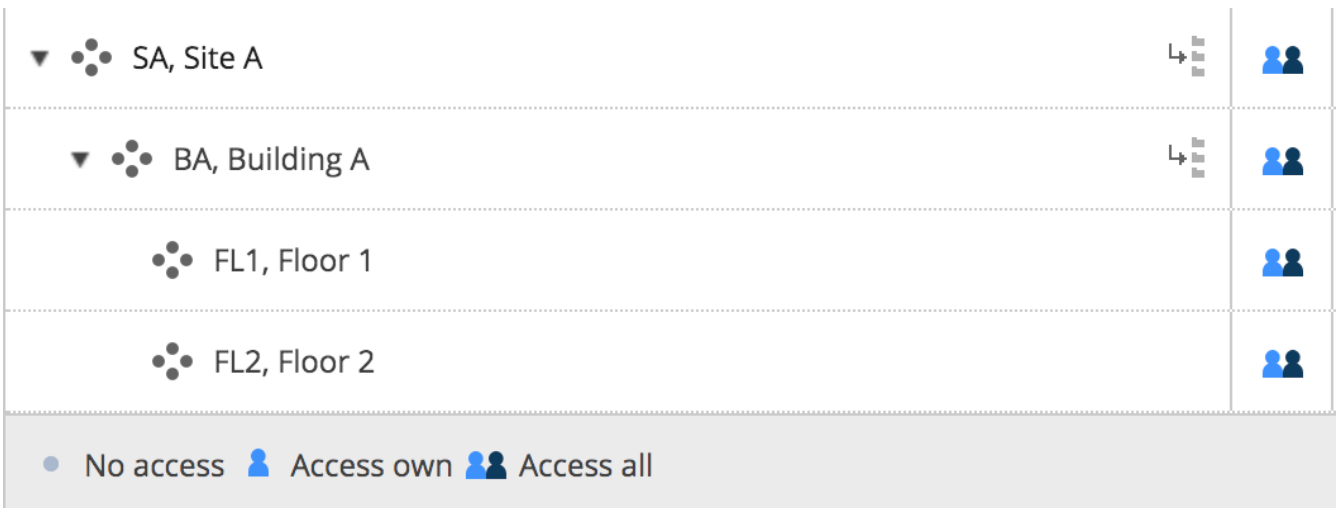 SA, Site A
BA, Building A
FL1, Floor 1
FL2, Floor 2
No access Access own Access all